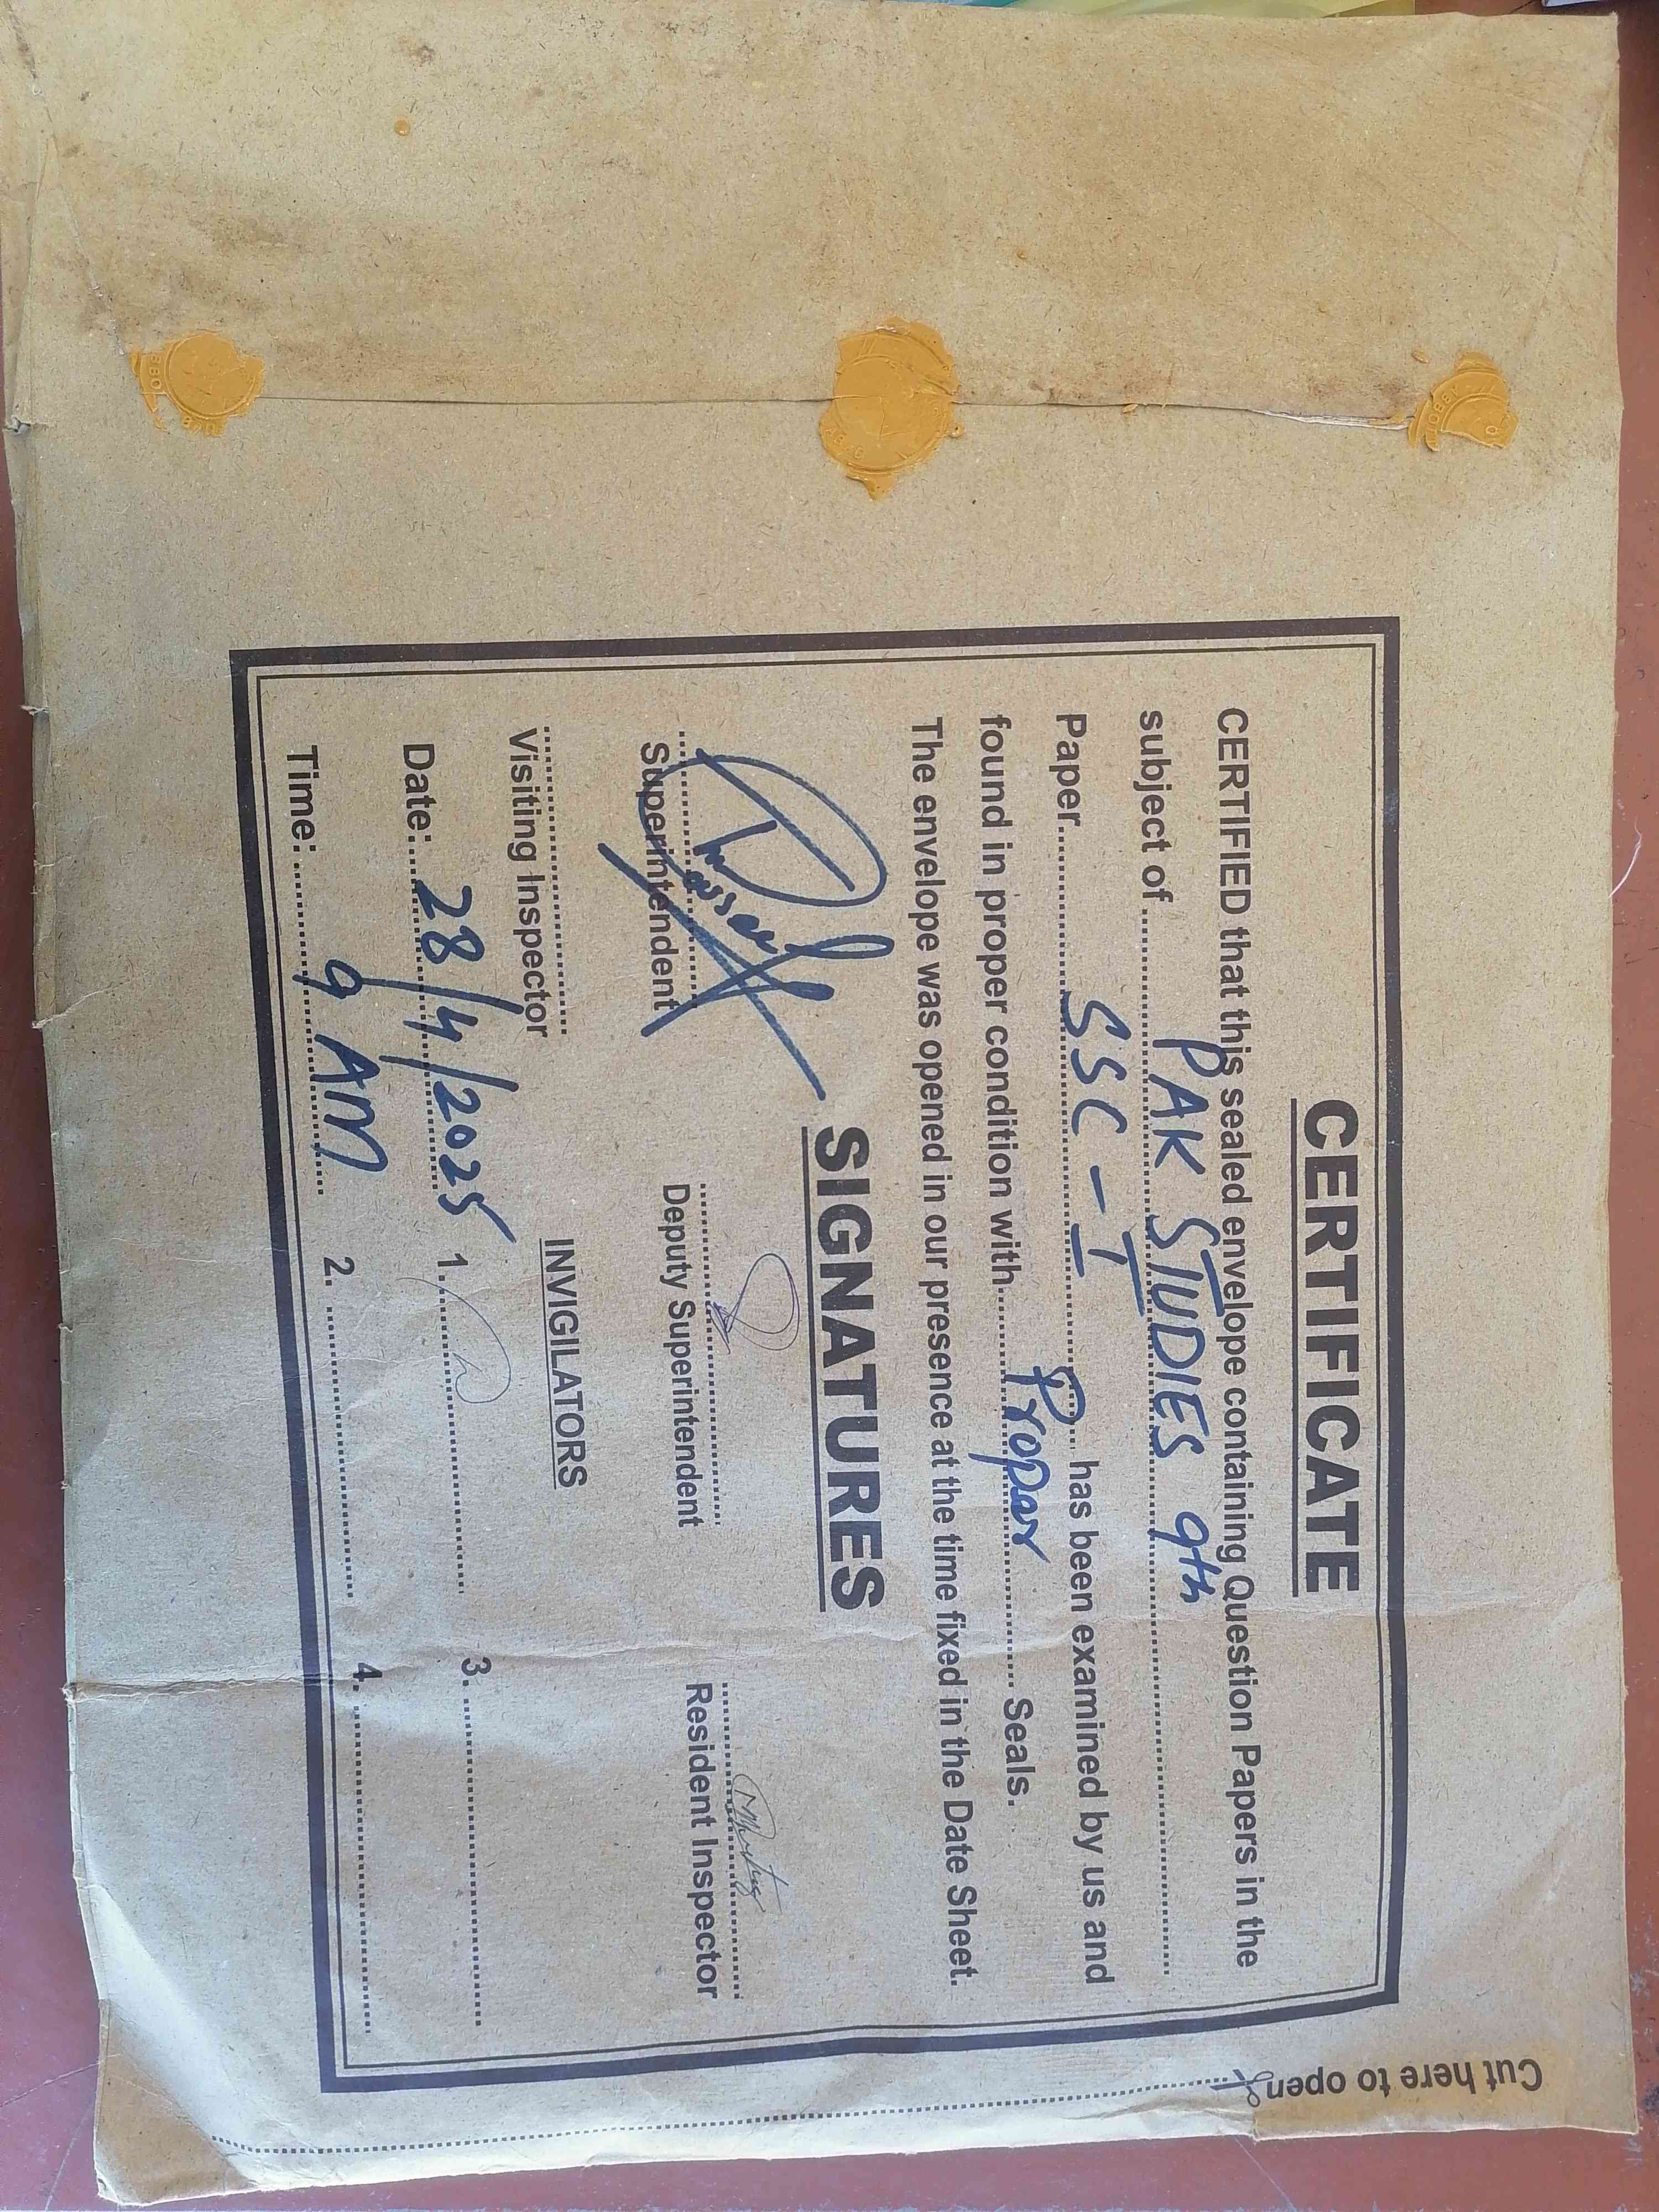 CERTIFICATE
CERTIFIED that this sealed envelope containing Question Papers in the
subject of ........ PAK STUDIES 9th ........
Paper........ SSC - I ........ has been examined by us and
found in proper condition with........ Proper ........ Seals.
The envelope was opened in our presence at the time fixed in the Date Sheet.
SIGNATURES
Superintendent
Deputy Superintendent
Resident Inspector
Visiting Inspector
INVIGILATORS
Date: 28/4/2025
1. ........
3. ........
Time: 9 AM
2. ........
4. ........
Cut here to open